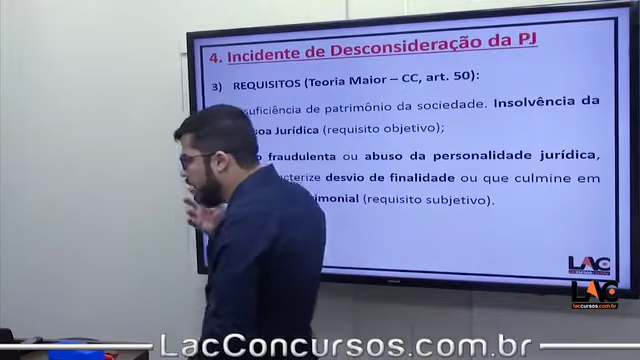 4. Incidente de Desconsideração da PJ
3) REQUISITOS (Teoria Maior – CC, art. 50):
suficiência de patrimônio da sociedade. Insolvência da
soa Jurídica (requisito objetivo);
o fraudulenta ou abuso da personalidade jurídica,
acterize desvio de finalidade ou que culmine em
imonial (requisito subjetivo).
LAC
LAC
laccursos.com.br
LacConcursos.com.br